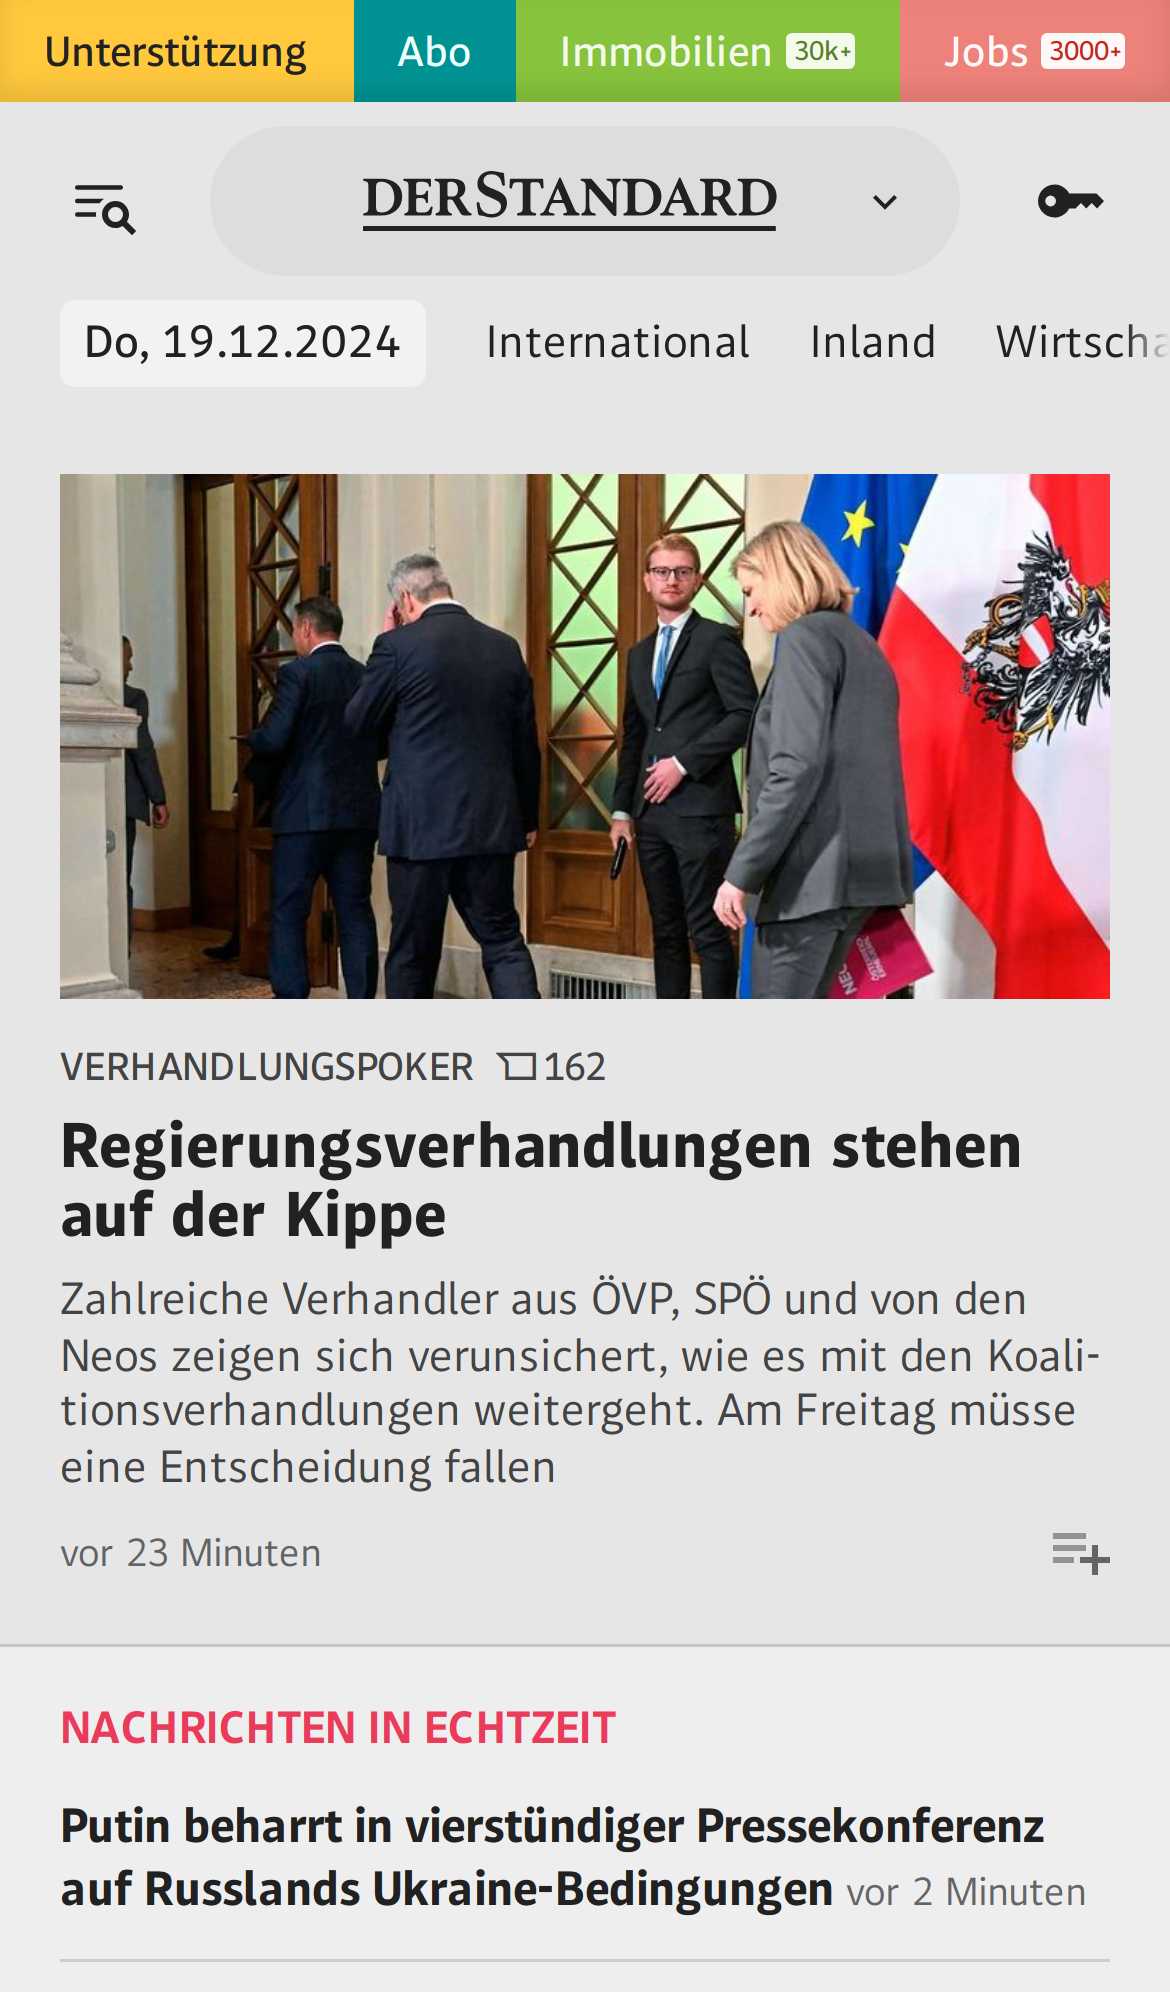 Unterstützung
Abo
Immobilien 30k+
Jobs 3000+
DERSTANDARD
Do, 19.12.2024
International
Inland
Wirtscha
VERHANDLUNGSPOKER 162
Regierungsverhandlungen stehen
auf der Kippe
Zahlreiche Verhandler aus ÖVP, SPÖ und von den
Neos zeigen sich verunsichert, wie es mit den Koali-
tionsverhandlungen weitergeht. Am Freitag müsse
eine Entscheidung fallen
vor 23 Minuten
NACHRICHTEN IN ECHTZEIT
Putin beharrt in vierstündiger Pressekonferenz
auf Russlands Ukraine-Bedingungen vor 2 Minuten